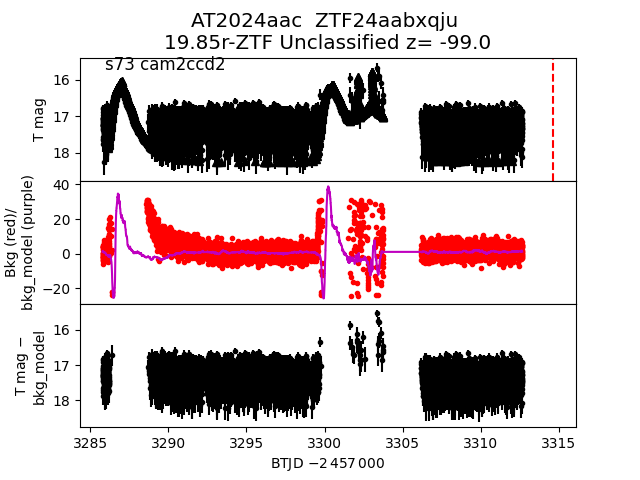 AT2024aac  ZTF24aabxqju
19.85r-ZTF Unclassified z= -99.0
s73 cam2ccd2
16
17
18
T mag
40
20
0
−20
Bkg (red)/
bkg_model (purple)
16
17
18
T mag −
bkg_model
3285
3290
3295
3300
3305
3310
3315
BTJD −2 457 000